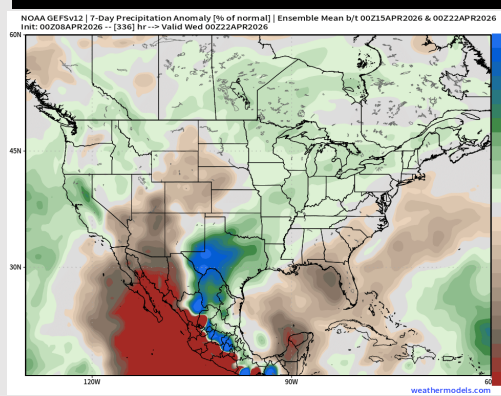 NOAA GEFSv12 | 7-Day Precipitation Anomaly [% of normal] | Ensemble Mean b/t 00Z15APR2026 & 00Z22APR2026
Init: 00Z08APR2026 -- [336] hr --> Valid Wed 00Z22APR2026
60N
45N
30N
120W
90W
60
weathermodels.com